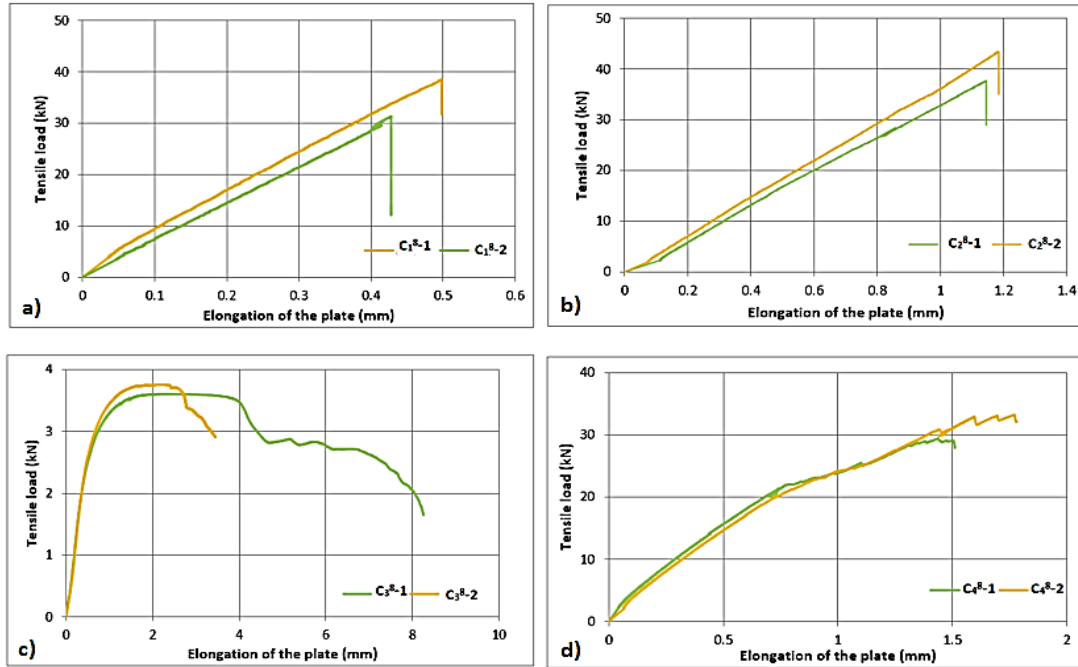 50
40
30
20
10
0
Tensile load (kN)
C₁⁸-1 C₁⁸-2
0 0.1 0.2 0.3 0.4 0.5 0.6
a) Elongation of the plate (mm)
50
40
30
20
10
0
Tensile load (kN)
C₂⁸-1 C₂⁸-2
0 0.2 0.4 0.6 0.8 1 1.2 1.4
b) Elongation of the plate (mm)
4
3
2
1
0
Tensile load (kN)
C₃⁸-1 C₃⁸-2
0 2 4 6 8 10
c) Elongation of the plate (mm)
40
30
20
10
0
Tensile load (kN)
C₄⁸-1 C₄⁸-2
0 0.5 1 1.5 2
d) Elongation of the plate (mm)